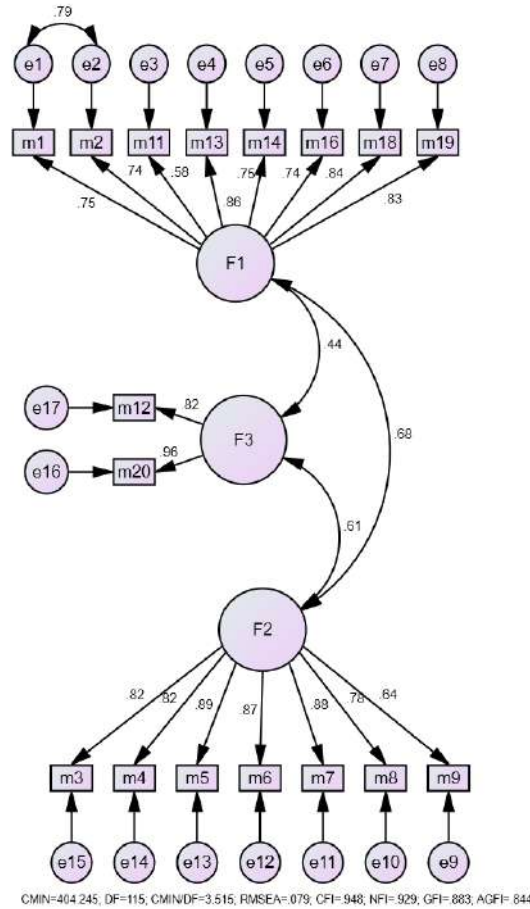 .79
e1 e2 e3 e4 e5 e6 e7 e8
m1 m2 m11 m13 m14 m16 m18 m19
.75 .74 .58 .86 .75 .74 .84 .83
F1
.44
.68
e17 m12 .82
F3
e16 m20 .96
.61
F2
.82 .82 .89 .87 .88 .78 .64
m3 m4 m5 m6 m7 m8 m9
e15 e14 e13 e12 e11 e10 e9
CMIN=404.245; DF=115; CMIN/DF=3.515; RMSEA=.079; CFI=.948; NFI=.929; GFI=.883; AGFI=.844